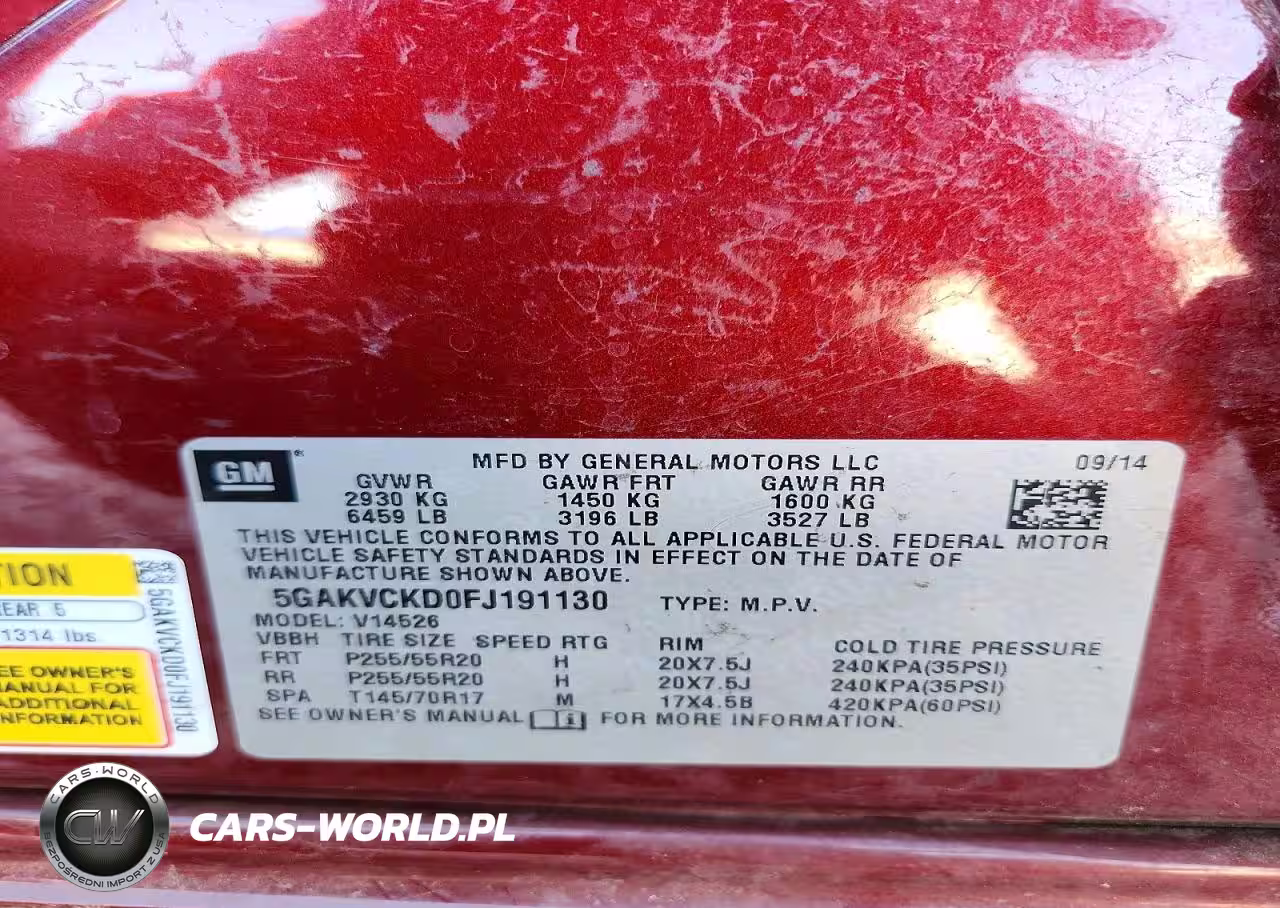 GM
MFD BY GENERAL MOTORS LLC 09/14
GVWR GAWR FRT GAWR RR
2930 KG 1450 KG 1600 KG
6459 LB 3196 LB 3527 LB
THIS VEHICLE CONFORMS TO ALL APPLICABLE U.S. FEDERAL MOTOR
VEHICLE SAFETY STANDARDS IN EFFECT ON THE DATE OF
MANUFACTURE SHOWN ABOVE.
5GAKVCKD0FJ191130 TYPE: M.P.V.
MODEL: V14526
VBBH TIRE SIZE SPEED RTG RIM COLD TIRE PRESSURE
FRT P255/55R20 H 20X7.5J 240KPA(35PSI)
RR P255/55R20 H 20X7.5J 240KPA(35PSI)
SPA T145/70R17 M 17X4.5B 420KPA(60PSI)
SEE OWNER'S MANUAL FOR MORE INFORMATION.
TION
EAR 5
1314 lbs.
EE OWNER'S
ANUAL FOR
ADDITIONAL
NFORMATION
5GAKVCKD0FJ191130
CARS-WORLD
CW
BEZPOŚREDNI IMPORT Z USA
CARS-WORLD.PL